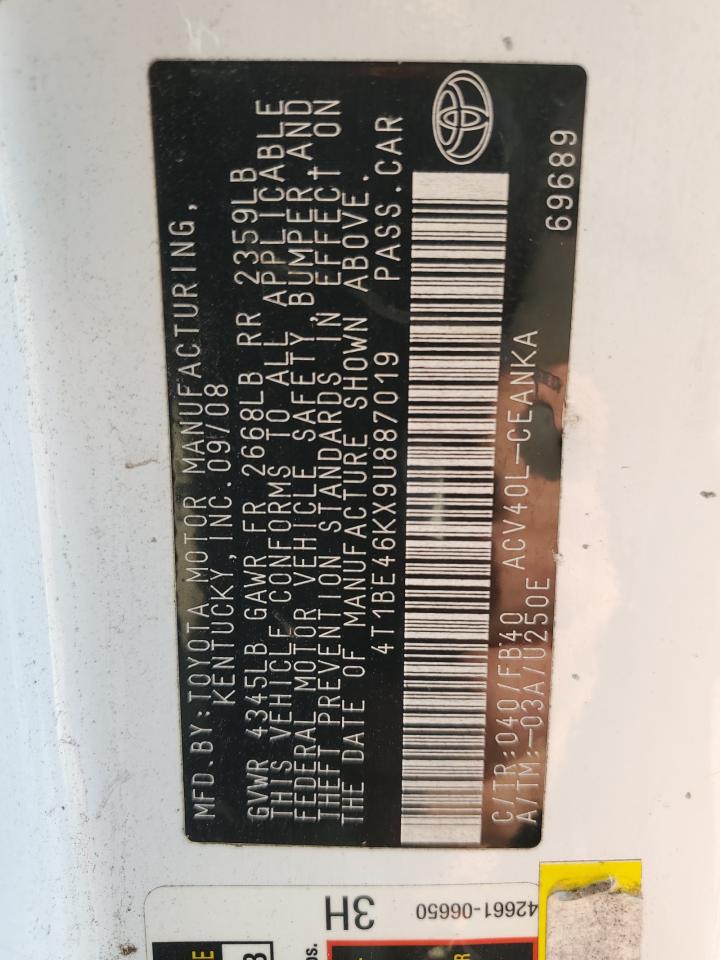 MFD.BY:TOYOTA MOTOR MANUFACTURING,
KENTUCKY, INC.09/08
GVWR 4345LB GAWR FR 2668LB RR 2359LB
THIS VEHICLE CONFORMS TO ALL APPLICABLE
FEDERAL MOTOR VEHICLE SAFETY, BUMPER, AND
THEFT PREVENTION STANDARDS IN EFFECT ON
THE DATE OF MANUFACTURE SHOWN ABOVE.
4T1BE46KX9U887019 PASS.CAR
C/TR:040/FB40 ACV40L-CEANKA
A/TM:-03A/U250E
69689
3H
42661-06650